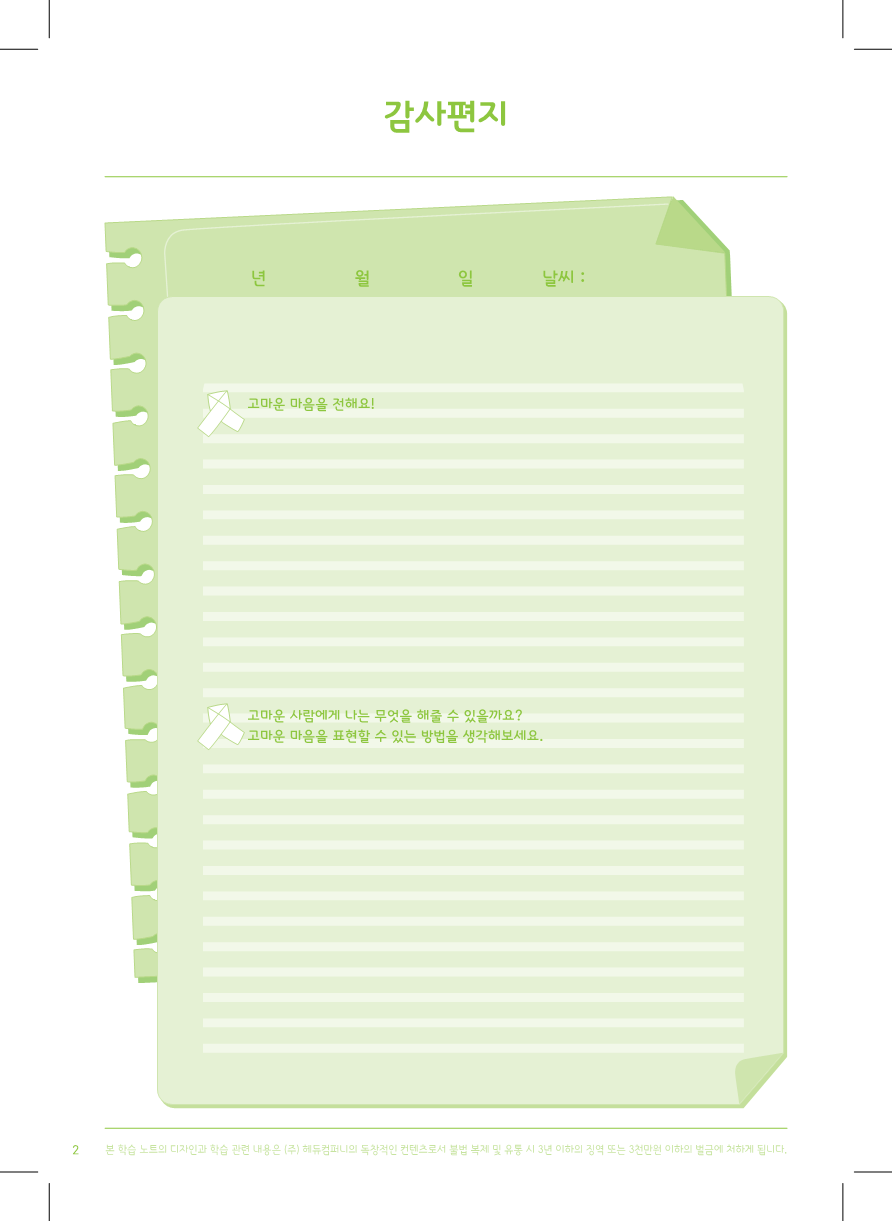 감사편지
년 월 일 날씨 :
고마운 마음을 전해요!
고마운 사람에게 나는 무엇을 해줄 수 있을까요?
고마운 마음을 표현할 수 있는 방법을 생각해보세요.
2 본 학습 노트의 디자인과 학습 관련 내용은 (주) 헤듀컴퍼니의 독창적인 컨텐츠로서 불법 복제 및 유통 시 3년 이하의 징역 또는 3천만원 이하의 벌금에 처하게 됩니다.